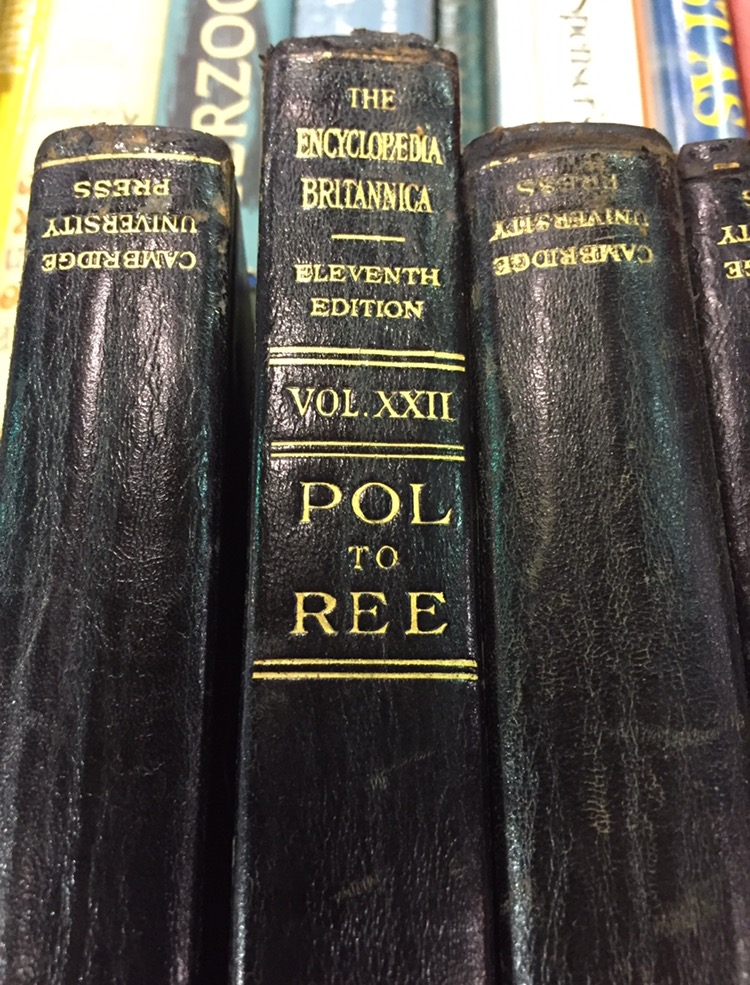 THE
ENCYCLOPÆDIA
BRITANNICA
ELEVENTH
EDITION
VOL. XXII
POL
TO
REE
CAMBRIDGE
UNIVERSITY
PRESS
CAMBRIDGE
UNIVERSITY
PRESS